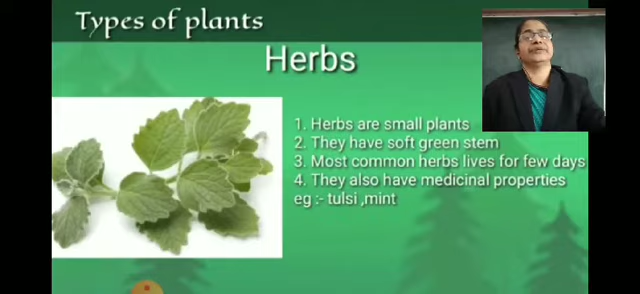 Types of plants
Herbs
1. Herbs are small plants
2. They have soft green stem
3. Most common herbs lives for few days
4. They also have medicinal properties
eg :- tulsi ,mint